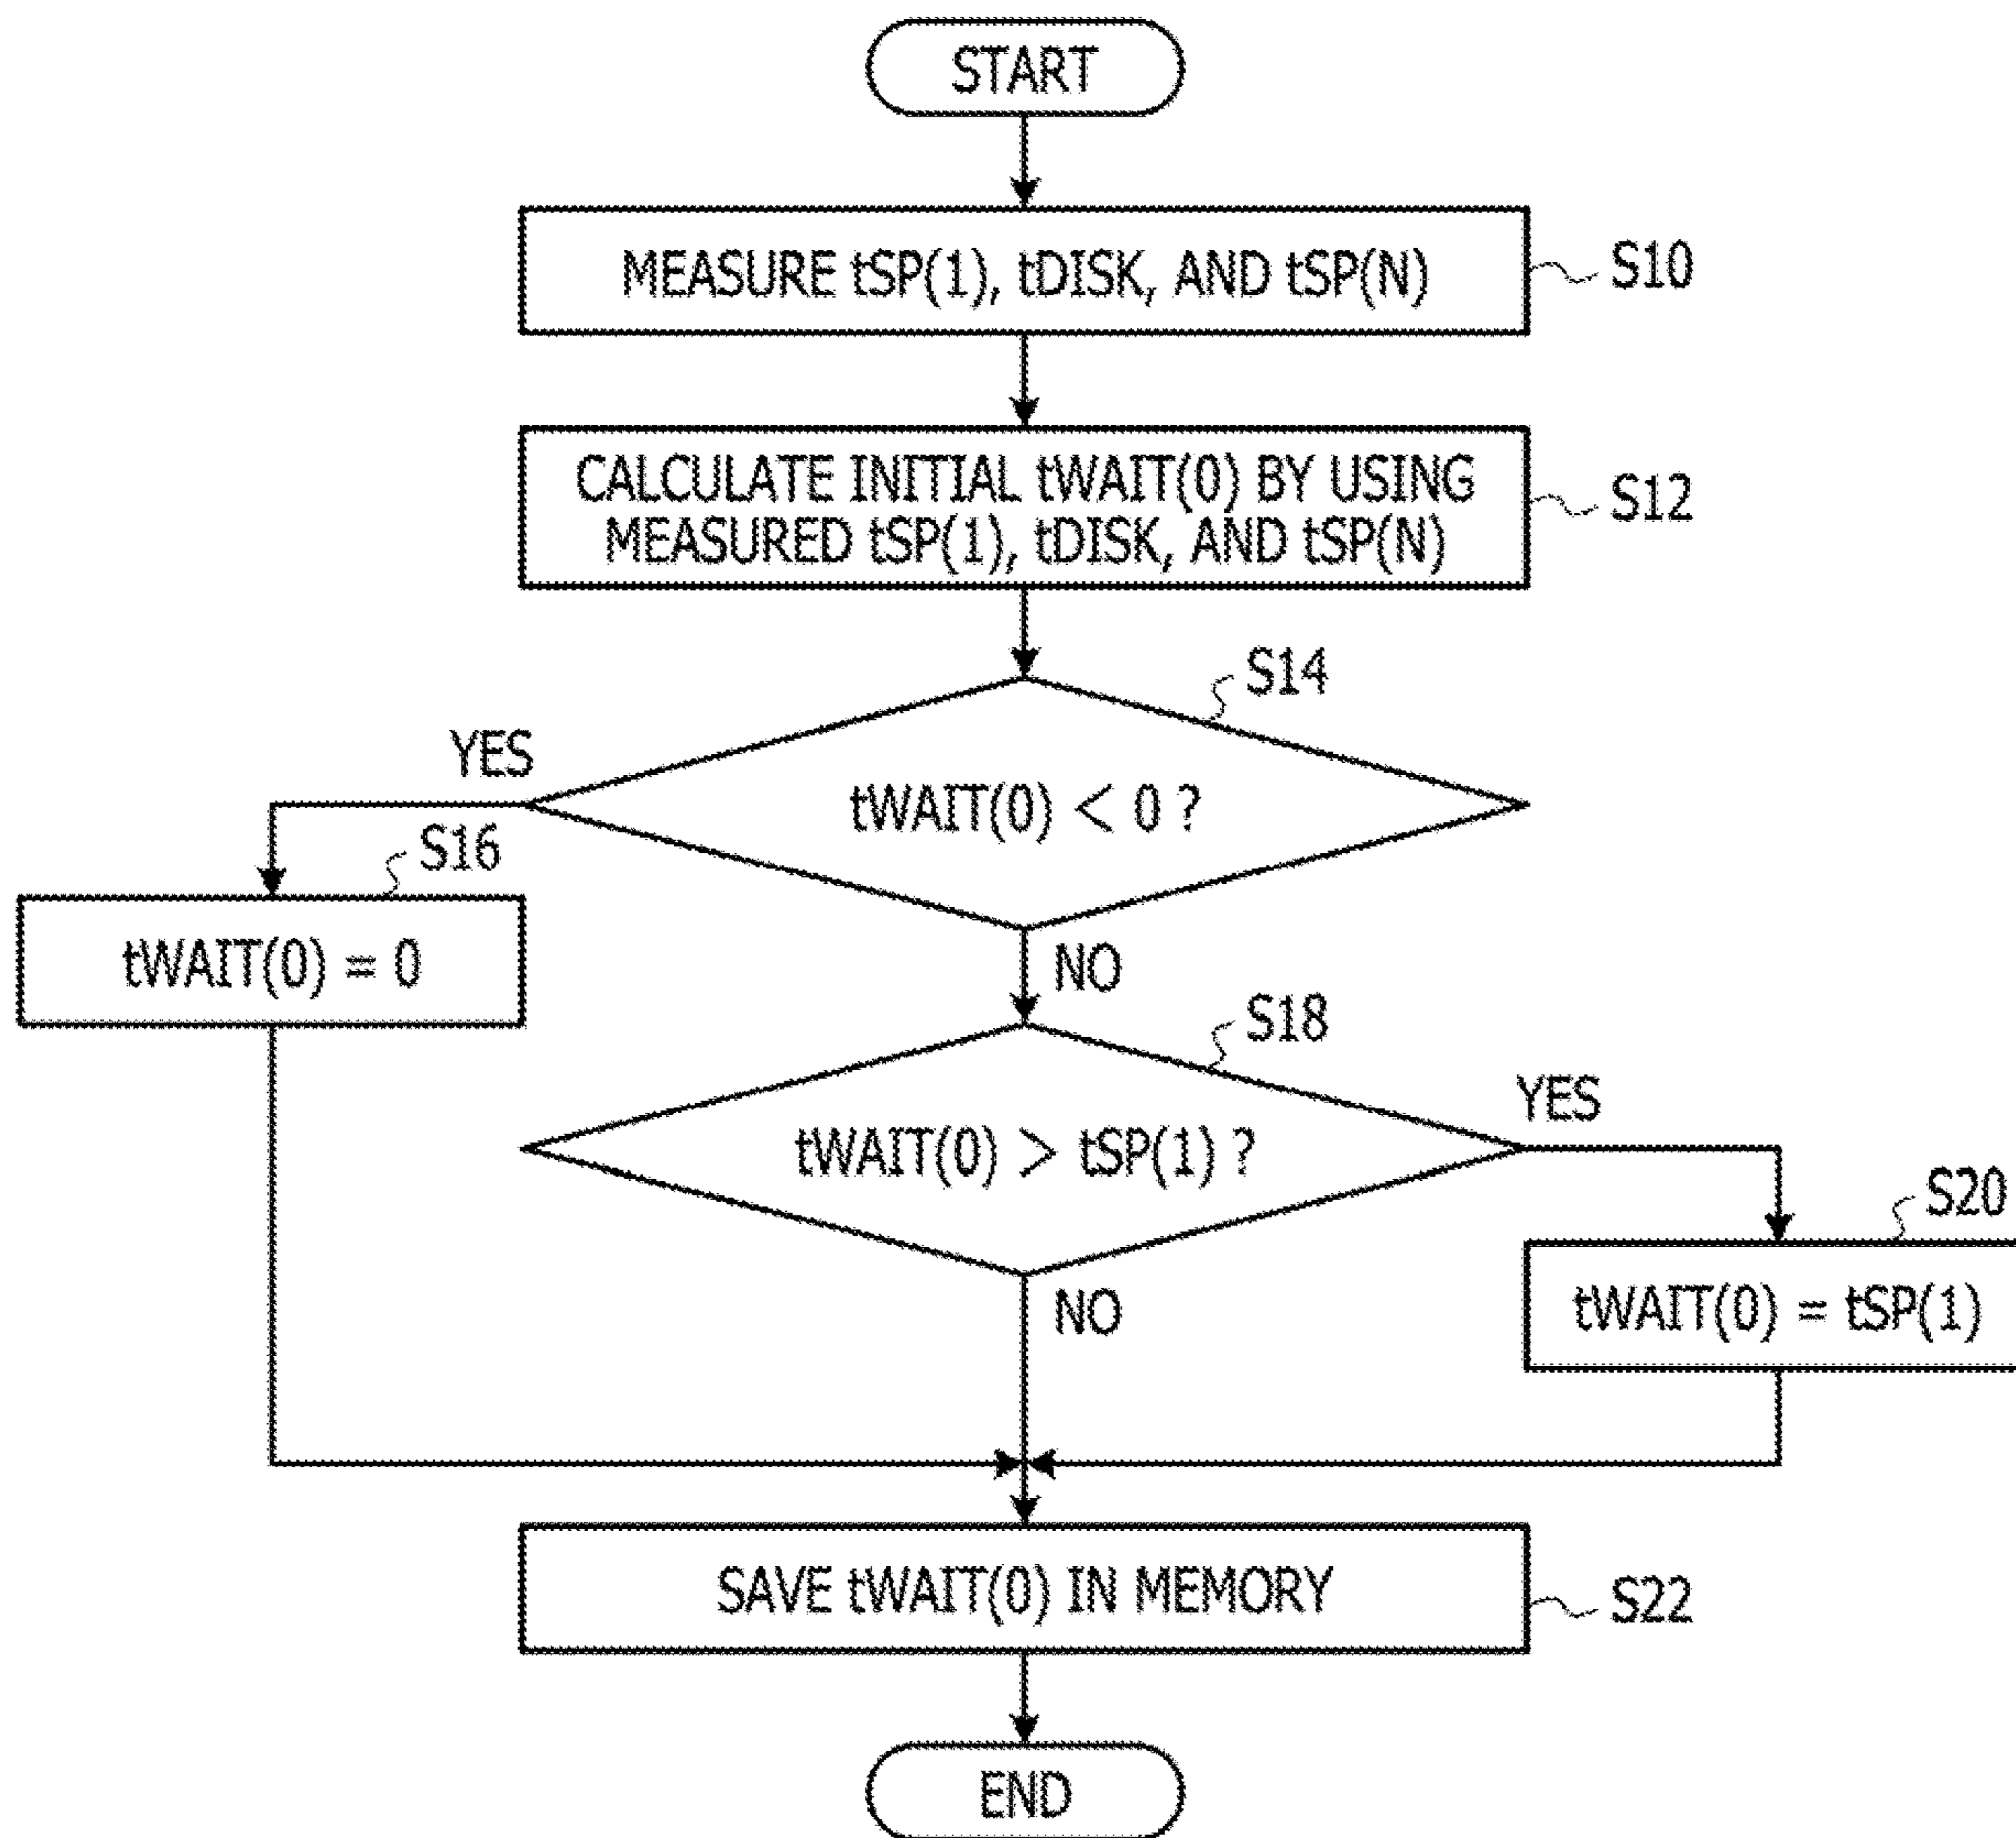 START
MEASURE tSP(1), tDISK, AND tSP(N)
S10
CALCULATE INITIAL tWAIT(0) BY USING
MEASURED tSP(1), tDISK, AND tSP(N)
S12
S14
YES
tWAIT(0) < 0 ?
S16
tWAIT(0) = 0
NO
S18
YES
tWAIT(0) > tSP(1) ?
S20
tWAIT(0) = tSP(1)
NO
SAVE tWAIT(0) IN MEMORY
S22
END